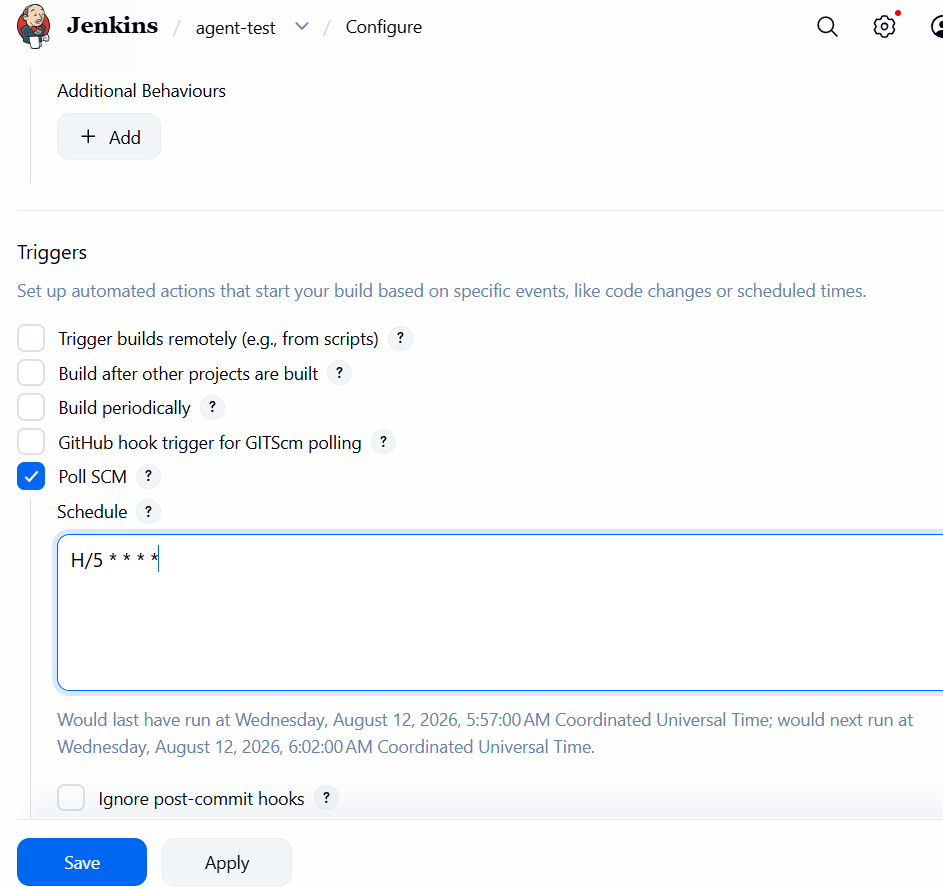 Jenkins / agent-test / Configure
Additional Behaviours
+ Add
Triggers
Set up automated actions that start your build based on specific events, like code changes or scheduled times.
Trigger builds remotely (e.g., from scripts) ?
Build after other projects are built ?
Build periodically ?
GitHub hook trigger for GITScm polling ?
Poll SCM ?
Schedule ?
H/5 * * * *
Would last have run at Wednesday, August 12, 2026, 5:57:00 AM Coordinated Universal Time; would next run at
Wednesday, August 12, 2026, 6:02:00 AM Coordinated Universal Time.
Ignore post-commit hooks ?
Save Apply